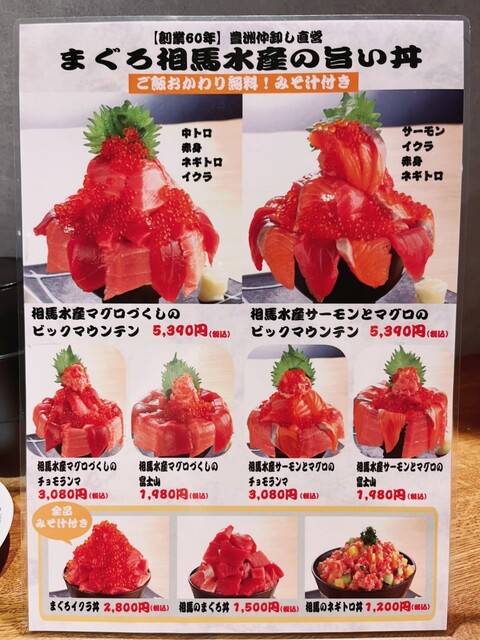 【創業60年】豊洲仲卸し直営
まぐろ相馬水産の旨い丼
ご飯おかわり無料！みそ汁付き
中トロ
赤身
ネギトロ
イクラ
サーモン
イクラ
赤身
ネギトロ
相馬水産マグロづくしの
ビックマウンテン 5,390円(税込)
相馬水産サーモンとマグロの
ビックマウンテン 5,390円(税込)
相馬水産マグロづくしの
チョモランマ
3,080円(税込)
相馬水産マグロづくしの
富士山
1,980円(税込)
相馬水産サーモンとマグロの
チョモランマ
3,080円(税込)
相馬水産サーモンとマグロの
富士山
1,980円(税込)
全品
みそ汁付き
まぐろイクラ丼 2,800円(税込)
相馬のまぐろ丼 1,500円(税込)
相馬のネギトロ丼 1,200円(税込)